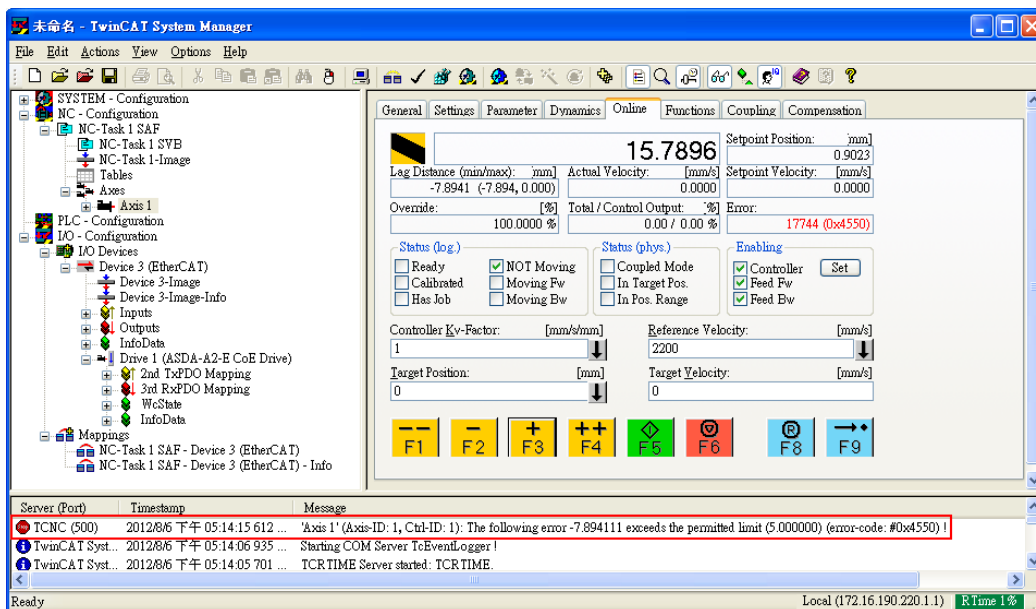 未命名 - TwinCAT System Manager
File Edit Actions View Options Help
SYSTEM - Configuration
NC - Configuration
NC-Task 1 SAF
NC-Task 1 SVB
NC-Task 1-Image
Tables
Axes
Axis 1
PLC - Configuration
I/O - Configuration
I/O Devices
Device 3 (EtherCAT)
Device 3-Image
Device 3-Image-Info
Inputs
Outputs
InfoData
Drive 1 (ASDA-A2-E CoE Drive)
2nd TxPDO Mapping
3rd RxPDO Mapping
WcState
InfoData
Mappings
NC-Task 1 SAF - Device 3 (EtherCAT)
NC-Task 1 SAF - Device 3 (EtherCAT) - Info
General Settings Parameter Dynamics Online Functions Coupling Compensation
15.7896
Setpoint Position: mm]
0.9023
Lag Distance (min/max): mm] Actual Velocity: [mm/s] Setpoint Velocity: [mm/s]
-7.8941 (-7.894, 0.000) 0.0000 0.0000
Override: [%] Total / Control Output: %] Error:
100.0000 % 0.00 / 0.00 % 17744 (0x4550)
Status (log.) Status (phys.) Enabling
Ready NOT Moving Coupled Mode Controller Set
Calibrated Moving Fw In Target Pos. Feed Fw
Has Job Moving Bw In Pos. Range Feed Bw
Controller Kv-Factor: [mm/s/mm] Reference Velocity: [mm/s]
1 2200
Target Position: [mm] Target Velocity: [mm/s]
0 0
-- - + ++ R
F1 F2 F3 F4 F5 F6 F8 F9
Server (Port) Timestamp Message
TCNC (500) 2012/8/6 下午 05:14:15 612 ... 'Axis 1' (Axis-ID: 1, Ctrl-ID: 1): The following error -7.894111 exceeds the permitted limit (5.000000) (error-code: #0x4550) !
TwinCAT Syst... 2012/8/6 下午 05:14:06 935 ... Starting COM Server TcEventLogger !
TwinCAT Syst... 2012/8/6 下午 05:14:05 701 ... TCRTIME Server started: TCRTIME.
Ready Local (172.16.190.220.1.1) RTime 1%